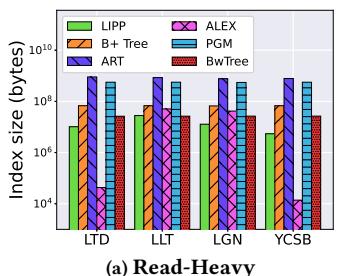 LIPP
B+ Tree
ART
ALEX
PGM
BwTree
Index size (bytes)
10^10
10^8
10^6
10^4
LTD LLT LGN YCSB
(a) Read-Heavy